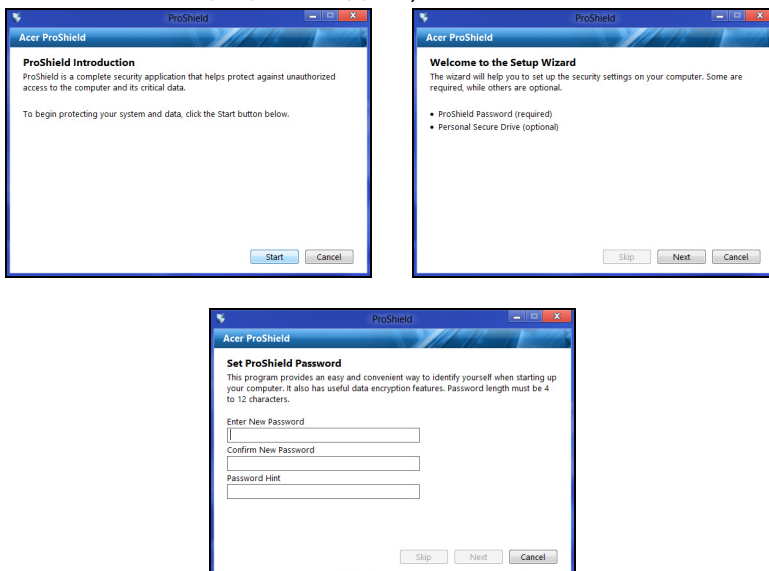 ProShield
Acer ProShield
ProShield Introduction
ProShield is a complete security application that helps protect against unauthorized
access to the computer and its critical data.
To begin protecting your system and data, click the Start button below.
Start
Cancel
ProShield
Acer ProShield
Welcome to the Setup Wizard
The wizard will help you to set up the security settings on your computer. Some are
required, while others are optional.
• ProShield Password (required)
• Personal Secure Drive (optional)
Skip
Next
Cancel
ProShield
Acer ProShield
Set ProShield Password
This program provides an easy and convenient way to identify yourself when starting up
your computer. It also has useful data encryption features. Password length must be 4
to 12 characters.
Enter New Password
Confirm New Password
Password Hint
Skip
Next
Cancel